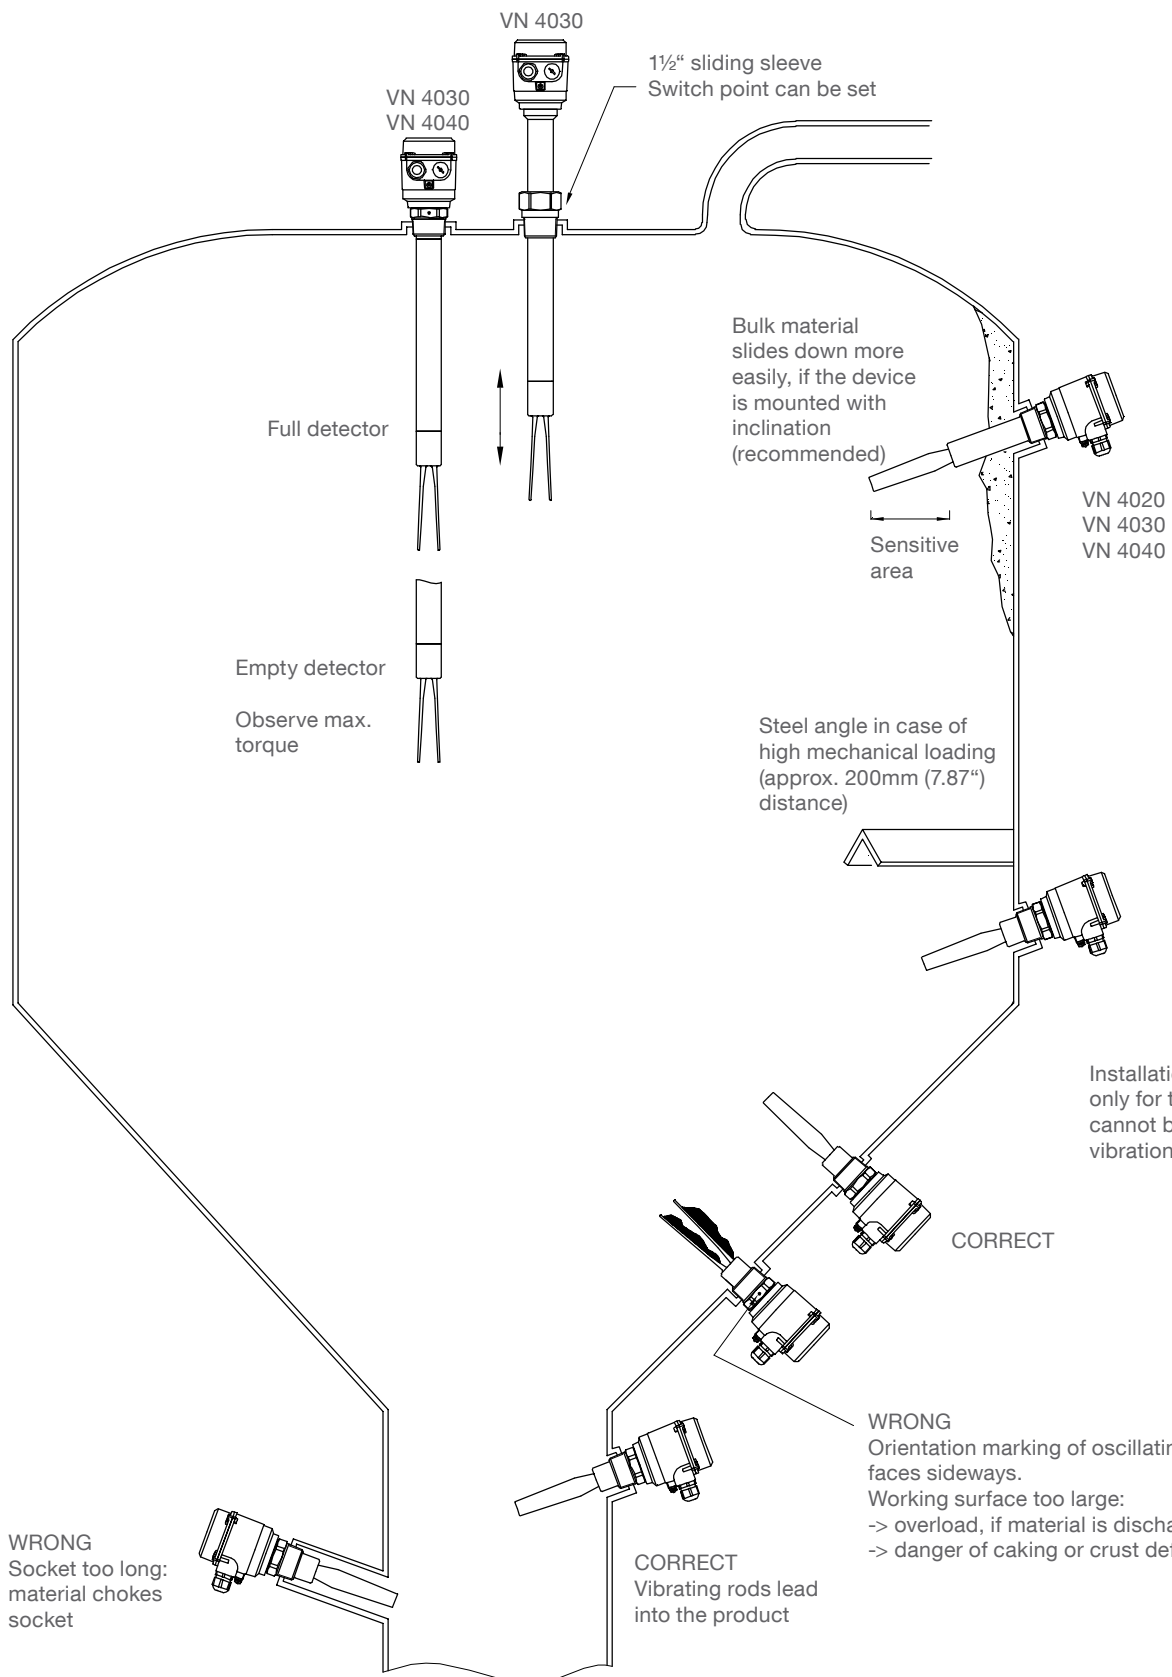 VN 4030
1½“ sliding sleeve
Switch point can be set
VN 4030
VN 4040
Bulk material
slides down more
easily, if the device
is mounted with
inclination
(recommended)
Full detector
VN 4020
VN 4030
VN 4040
Sensitive
area
Empty detector
Observe max.
torque
Steel angle in case of
high mechanical loading
(approx. 200mm (7.87“)
distance)
only for
cannot
vibration
CORRECT
WRONG
Orientation marking of
faces sideways.
Working surface too large:
-> overload, if material is
-> danger of caking or crust
WRONG
Socket too long:
material chokes
socket
CORRECT
Vibrating rods lead
into the product